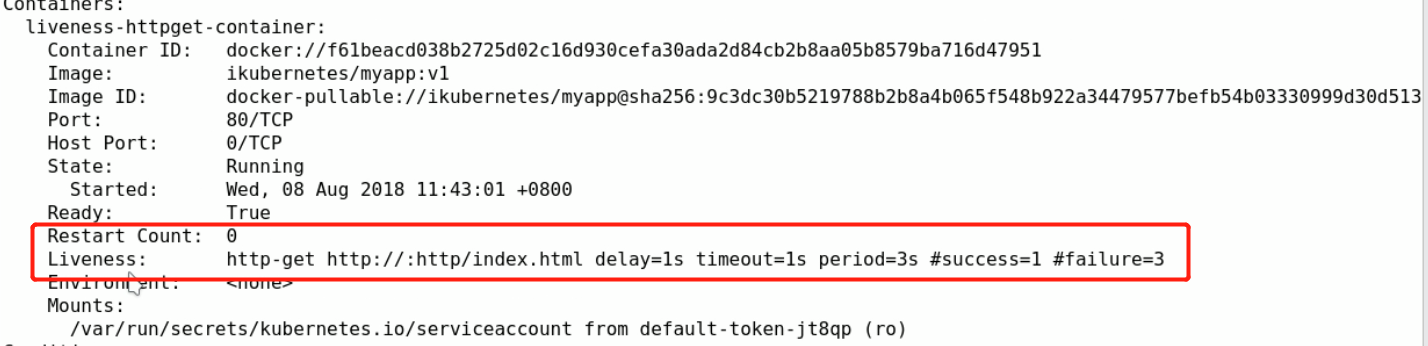 Containers:
liveness-httpget-container:
Container ID: docker://f61beacd038b2725d02c16d930cefa30ada2d84cb2b8aa05b8579ba716d47951
Image: ikubernetes/myapp:v1
Image ID: docker-pullable://ikubernetes/myapp@sha256:9c3dc30b5219788b2b8a4b065f548b922a34479577befb54b03330999d30d513
Port: 80/TCP
Host Port: 0/TCP
State: Running
Started: Wed, 08 Aug 2018 11:43:01 +0800
Ready: True
Restart Count: 0
Liveness: http-get http://:http/index.html delay=1s timeout=1s period=3s #success=1 #failure=3
Environment: <none>
Mounts:
/var/run/secrets/kubernetes.io/serviceaccount from default-token-jt8qp (ro)